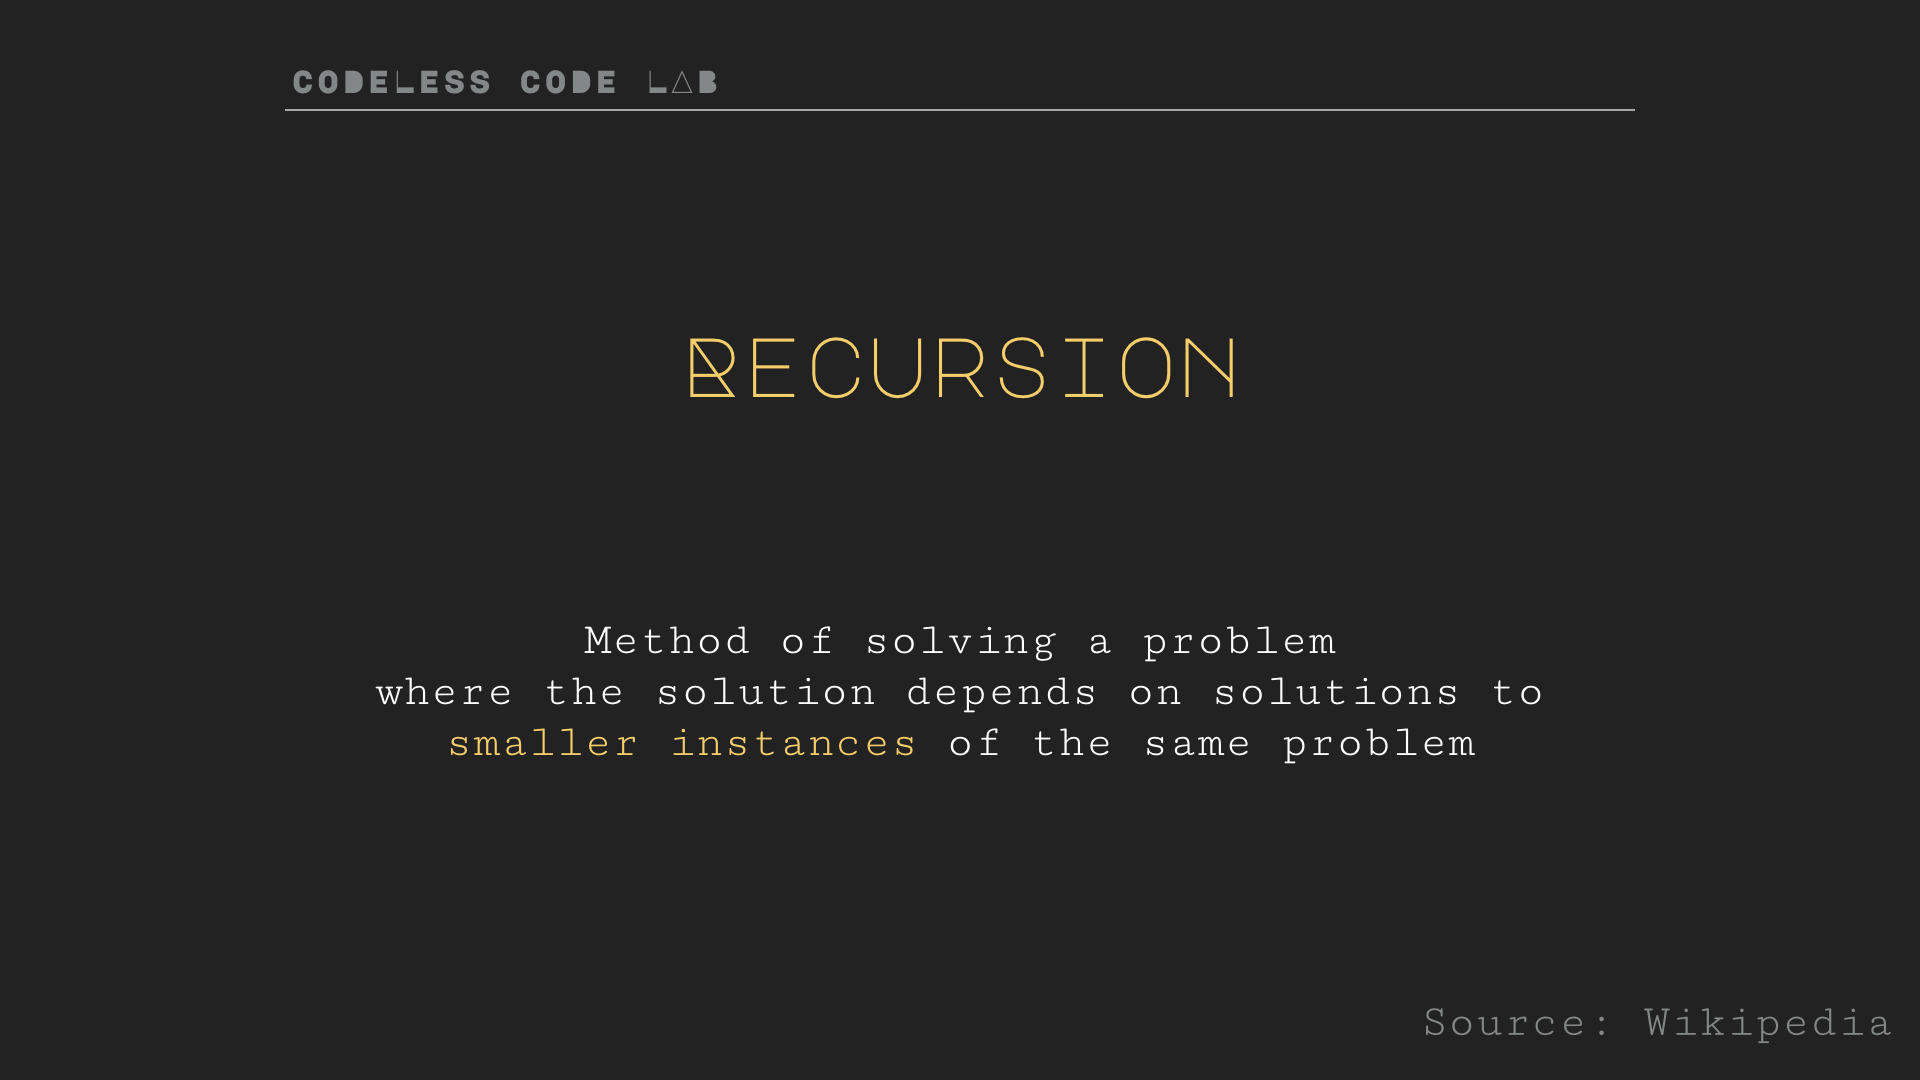 CODELESS CODE LAB
RECURSION
Method of solving a problem
where the solution depends on solutions to
smaller instances of the same problem
Source: Wikipedia